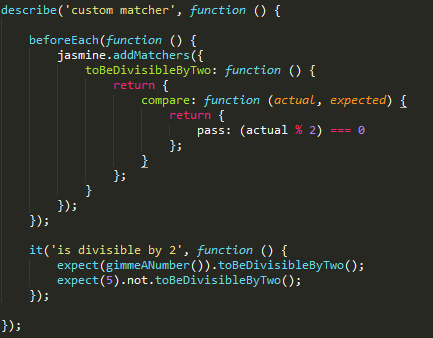 describe('custom matcher', function () {
    beforeEach(function () {
        jasmine.addMatchers({
            toBeDivisibleByTwo: function () {
                return {
                    compare: function (actual, expected) {
                        return {
                            pass: (actual % 2) === 0
                        };
                    }
                };
            }
        });
    });
    it('is divisible by 2', function () {
        expect(gimmeANumber()).toBeDivisibleByTwo();
        expect(5).not.toBeDivisibleByTwo();
    });
});